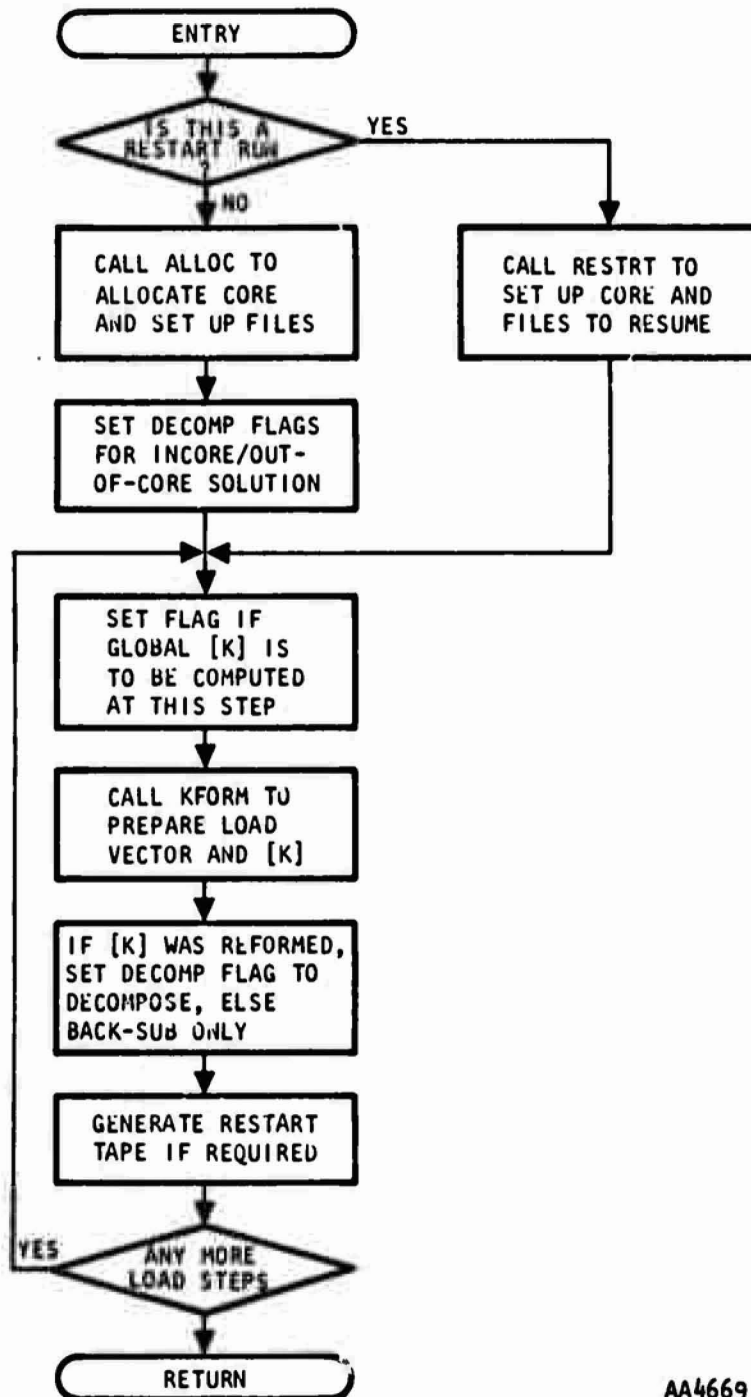 ENTRY
IS THIS A
RESTART RUN
?
YES
NO
CALL ALLOC TO
ALLOCATE CORE
AND SET UP FILES
CALL RESTRT TO
SET UP CORE AND
FILES TO RESUME
SET DECOMP FLAGS
FOR INCORE/OUT-
OF-CORE SOLUTION
SET FLAG IF
GLOBAL [K] IS
TO BE COMPUTED
AT THIS STEP
CALL KFORM TO
PREPARE LOAD
VECTOR AND [K]
IF [K] WAS REFORMED,
SET DECOMP FLAG TO
DECOMPOSE, ELSE
BACK-SUB ONLY
GENERATE RESTART
TAPE IF REQUIRED
YES
ANY MORE
LOAD STEPS
RETURN
AA4669